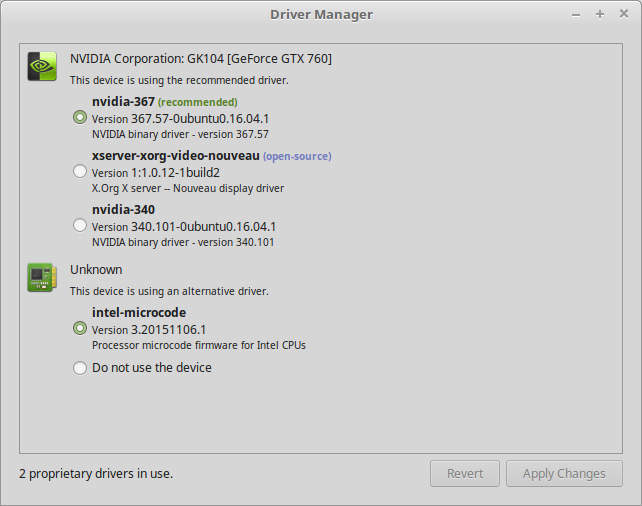 Driver Manager
NVIDIA Corporation: GK104 [GeForce GTX 760]
This device is using the recommended driver.
nvidia-367 (recommended)
Version 367.57-0ubuntu0.16.04.1
NVIDIA binary driver - version 367.57
xserver-xorg-video-nouveau (open-source)
Version 1:1.0.12-1build2
X.Org X server -- Nouveau display driver
nvidia-340
Version 340.101-0ubuntu0.16.04.1
NVIDIA binary driver - version 340.101
Unknown
This device is using an alternative driver.
intel-microcode
Version 3.20151106.1
Processor microcode firmware for Intel CPUs
Do not use the device
2 proprietary drivers in use.
Revert
Apply Changes